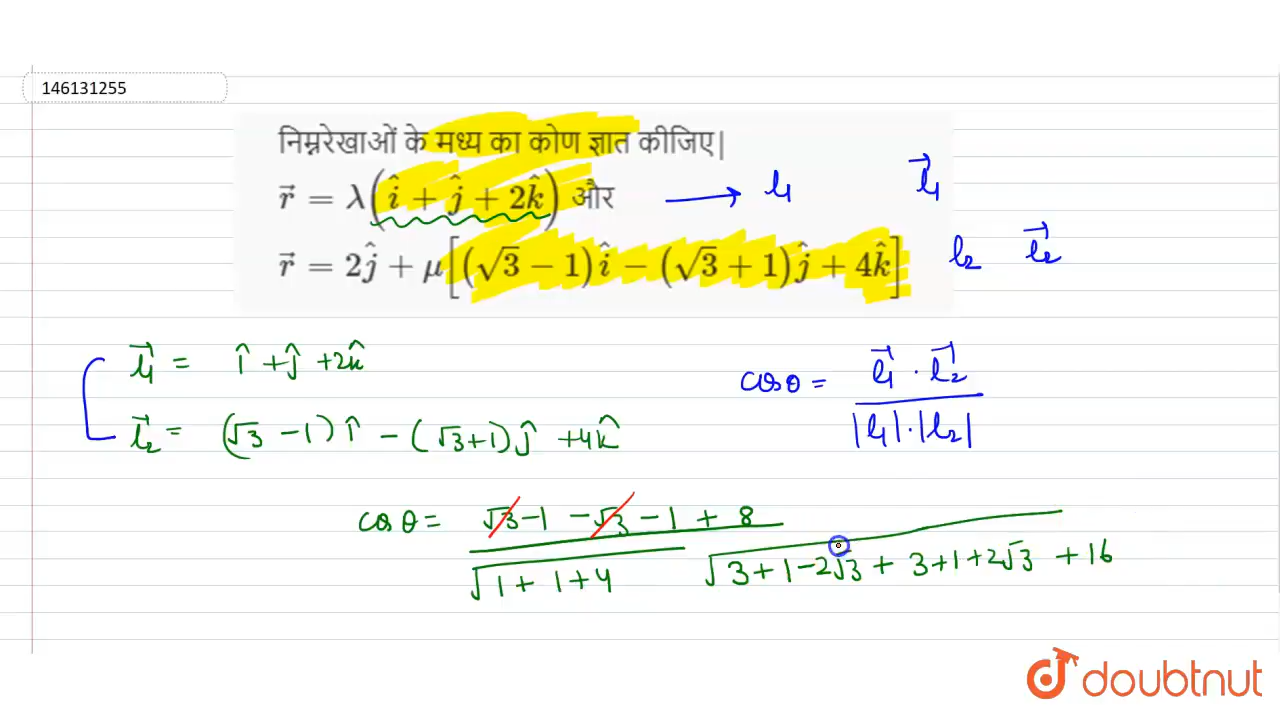 146131255
निम्नरेखाओं के मध्य का कोण ज्ञात कीजिए|
r⃗ = λ(î + ĵ + 2k̂) और → l₁ l⃗₁
r⃗ = 2ĵ + μ[(√3 − 1)î − (√3 + 1)ĵ + 4k̂] l₂ l⃗₂
l⃗₁ = î + ĵ + 2k̂
l⃗₂ = (√3 − 1)î − (√3 + 1)ĵ + 4k̂
cos θ = l⃗₁ · l⃗₂ / |l₁| · |l₂|
cos θ = √3 − 1 − √3 − 1 + 8
√1 + 1 + 4 √3 + 1 − 2√3 + 3 + 1 + 2√3 + 16
doubtnut